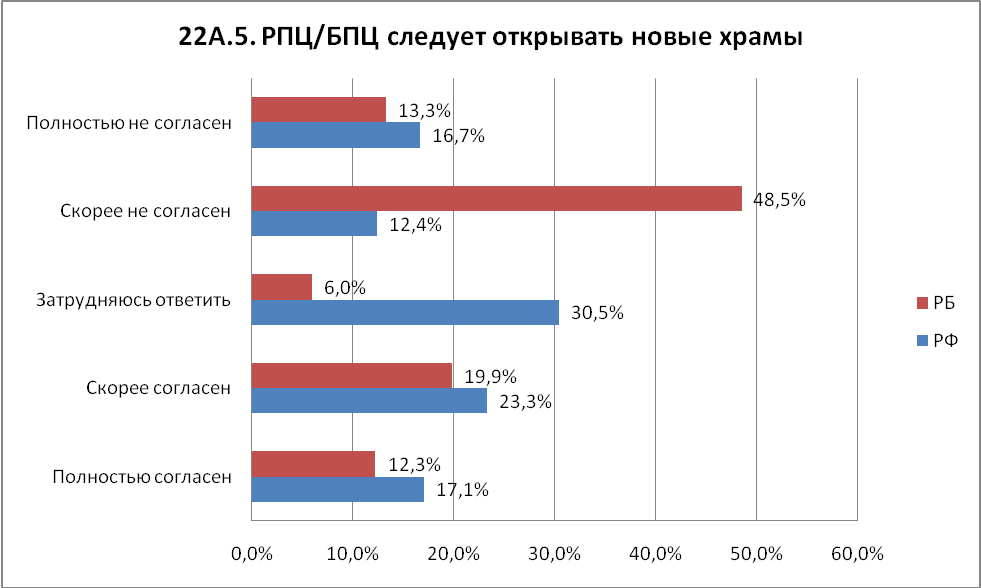 22А.5. РПЦ/БПЦ следует открывать новые храмы
Полностью не согласен
13,3%
16,7%
Скорее не согласен
48,5%
12,4%
Затрудняюсь ответить
6,0%
30,5%
Скорее согласен
19,9%
23,3%
Полностью согласен
12,3%
17,1%
РБ
РФ
0,0% 10,0% 20,0% 30,0% 40,0% 50,0% 60,0%